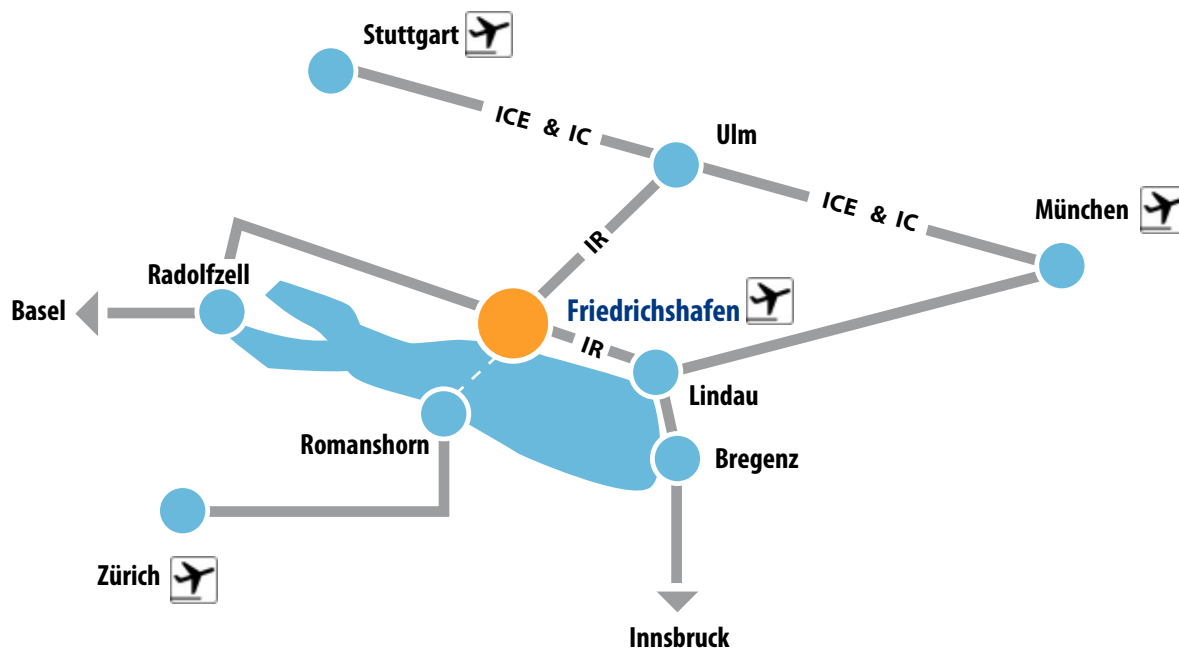 Stuttgart
ICE & IC
Ulm
ICE & IC
München
IR
Radolfzell
Basel
Friedrichshafen
IR
Lindau
Romanshorn
Bregenz
Zürich
Innsbruck